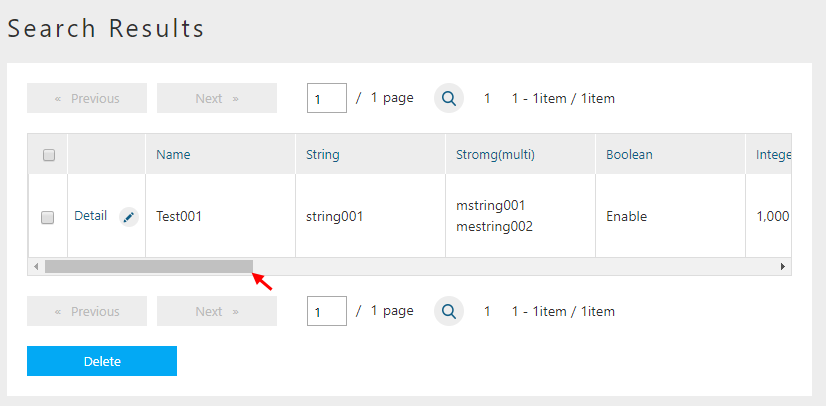 Search Results
« Previous Next » 1 / 1 page 1 1 - 1item / 1item
Name String Stromg(multi) Boolean Intege
Detail Test001 string001 mstring001 Enable 1,000
mestring002
« Previous Next » 1 / 1 page 1 1 - 1item / 1item
Delete